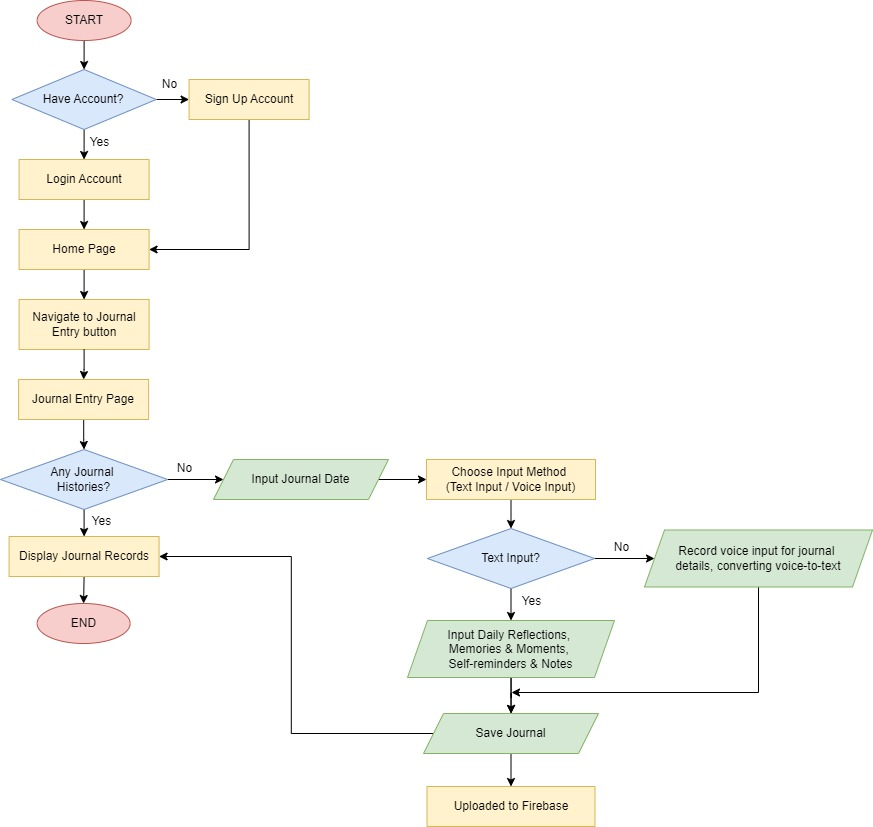 START
Have Account?
No
Sign Up Account
Yes
Login Account
Home Page
Navigate to Journal
Entry button
Journal Entry Page
Any Journal
Histories?
No
Input Journal Date
Choose Input Method
(Text Input / Voice Input)
Yes
Display Journal Records
END
Text Input?
No
Record voice input for journal
details, converting voice-to-text
Yes
Input Daily Reflections,
Memories & Moments,
Self-reminders & Notes
Save Journal
Uploaded to Firebase